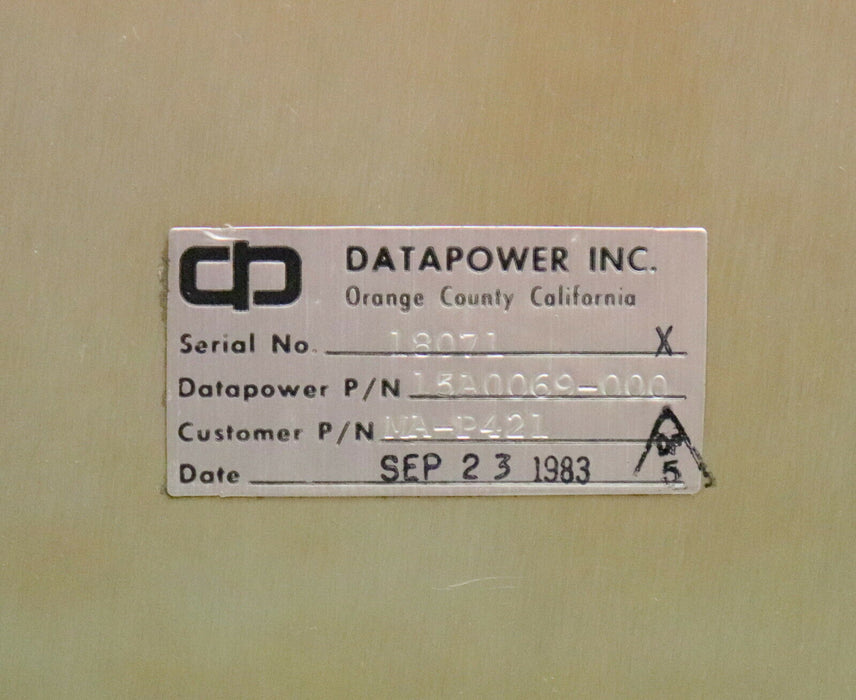 dp DATAPOWER INC.
Orange County California
Serial No. 18071 X
Datapower P/N 15A0069-000
Customer P/N MA-P421
Date SEP 23 1983 5